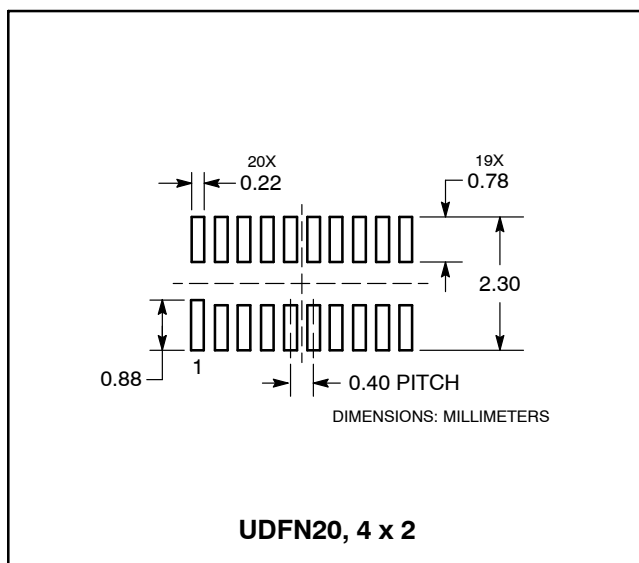 20X
0.22
19X
0.78
2.30
0.88
1
0.40 PITCH
DIMENSIONS: MILLIMETERS
UDFN20, 4 x 2